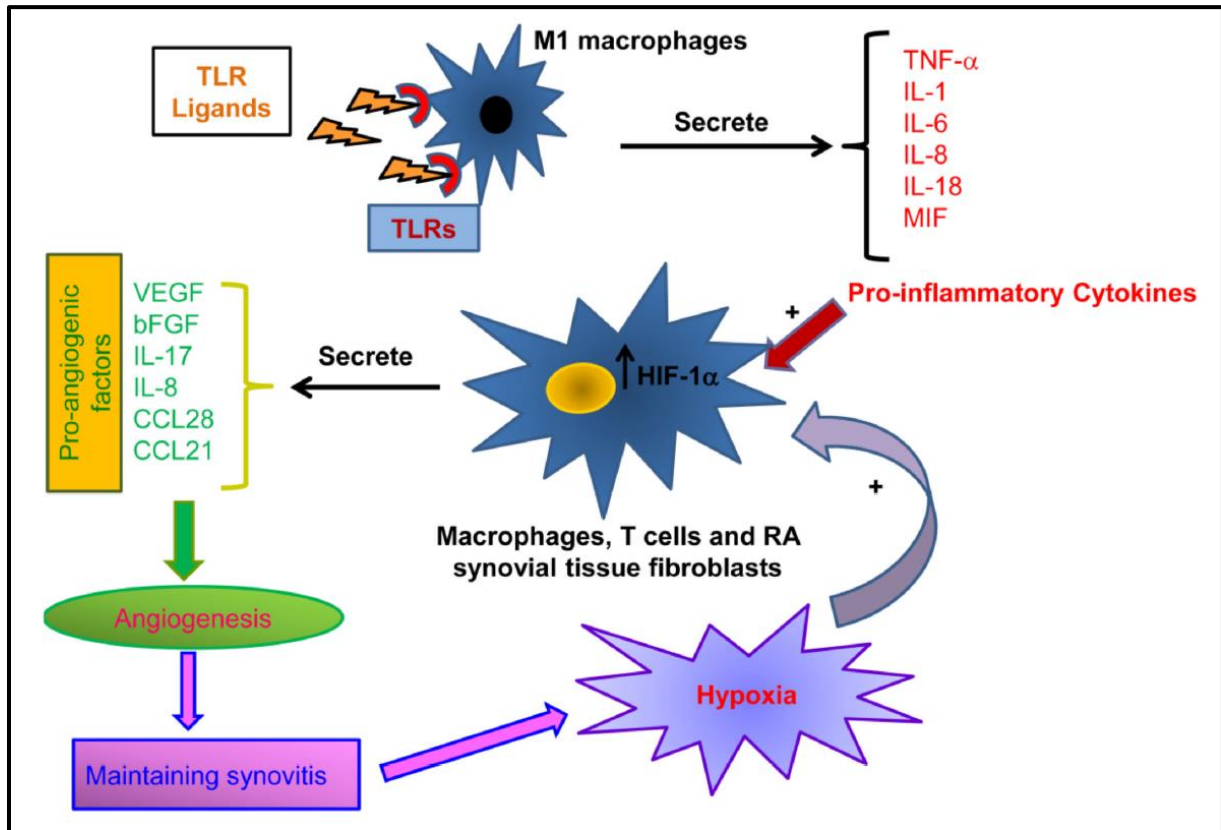 M1 macrophages
TLR
Ligands
TLRs
Secrete
TNF-α
IL-1
IL-6
IL-8
IL-18
MIF
Pro-inflammatory Cytokines
+
HIF-1α
Secrete
Pro-angiogenic
factors
VEGF
bFGF
IL-17
IL-8
CCL28
CCL21
+
Macrophages, T cells and RA
synovial tissue fibroblasts
Angiogenesis
Hypoxia
Maintaining synovitis